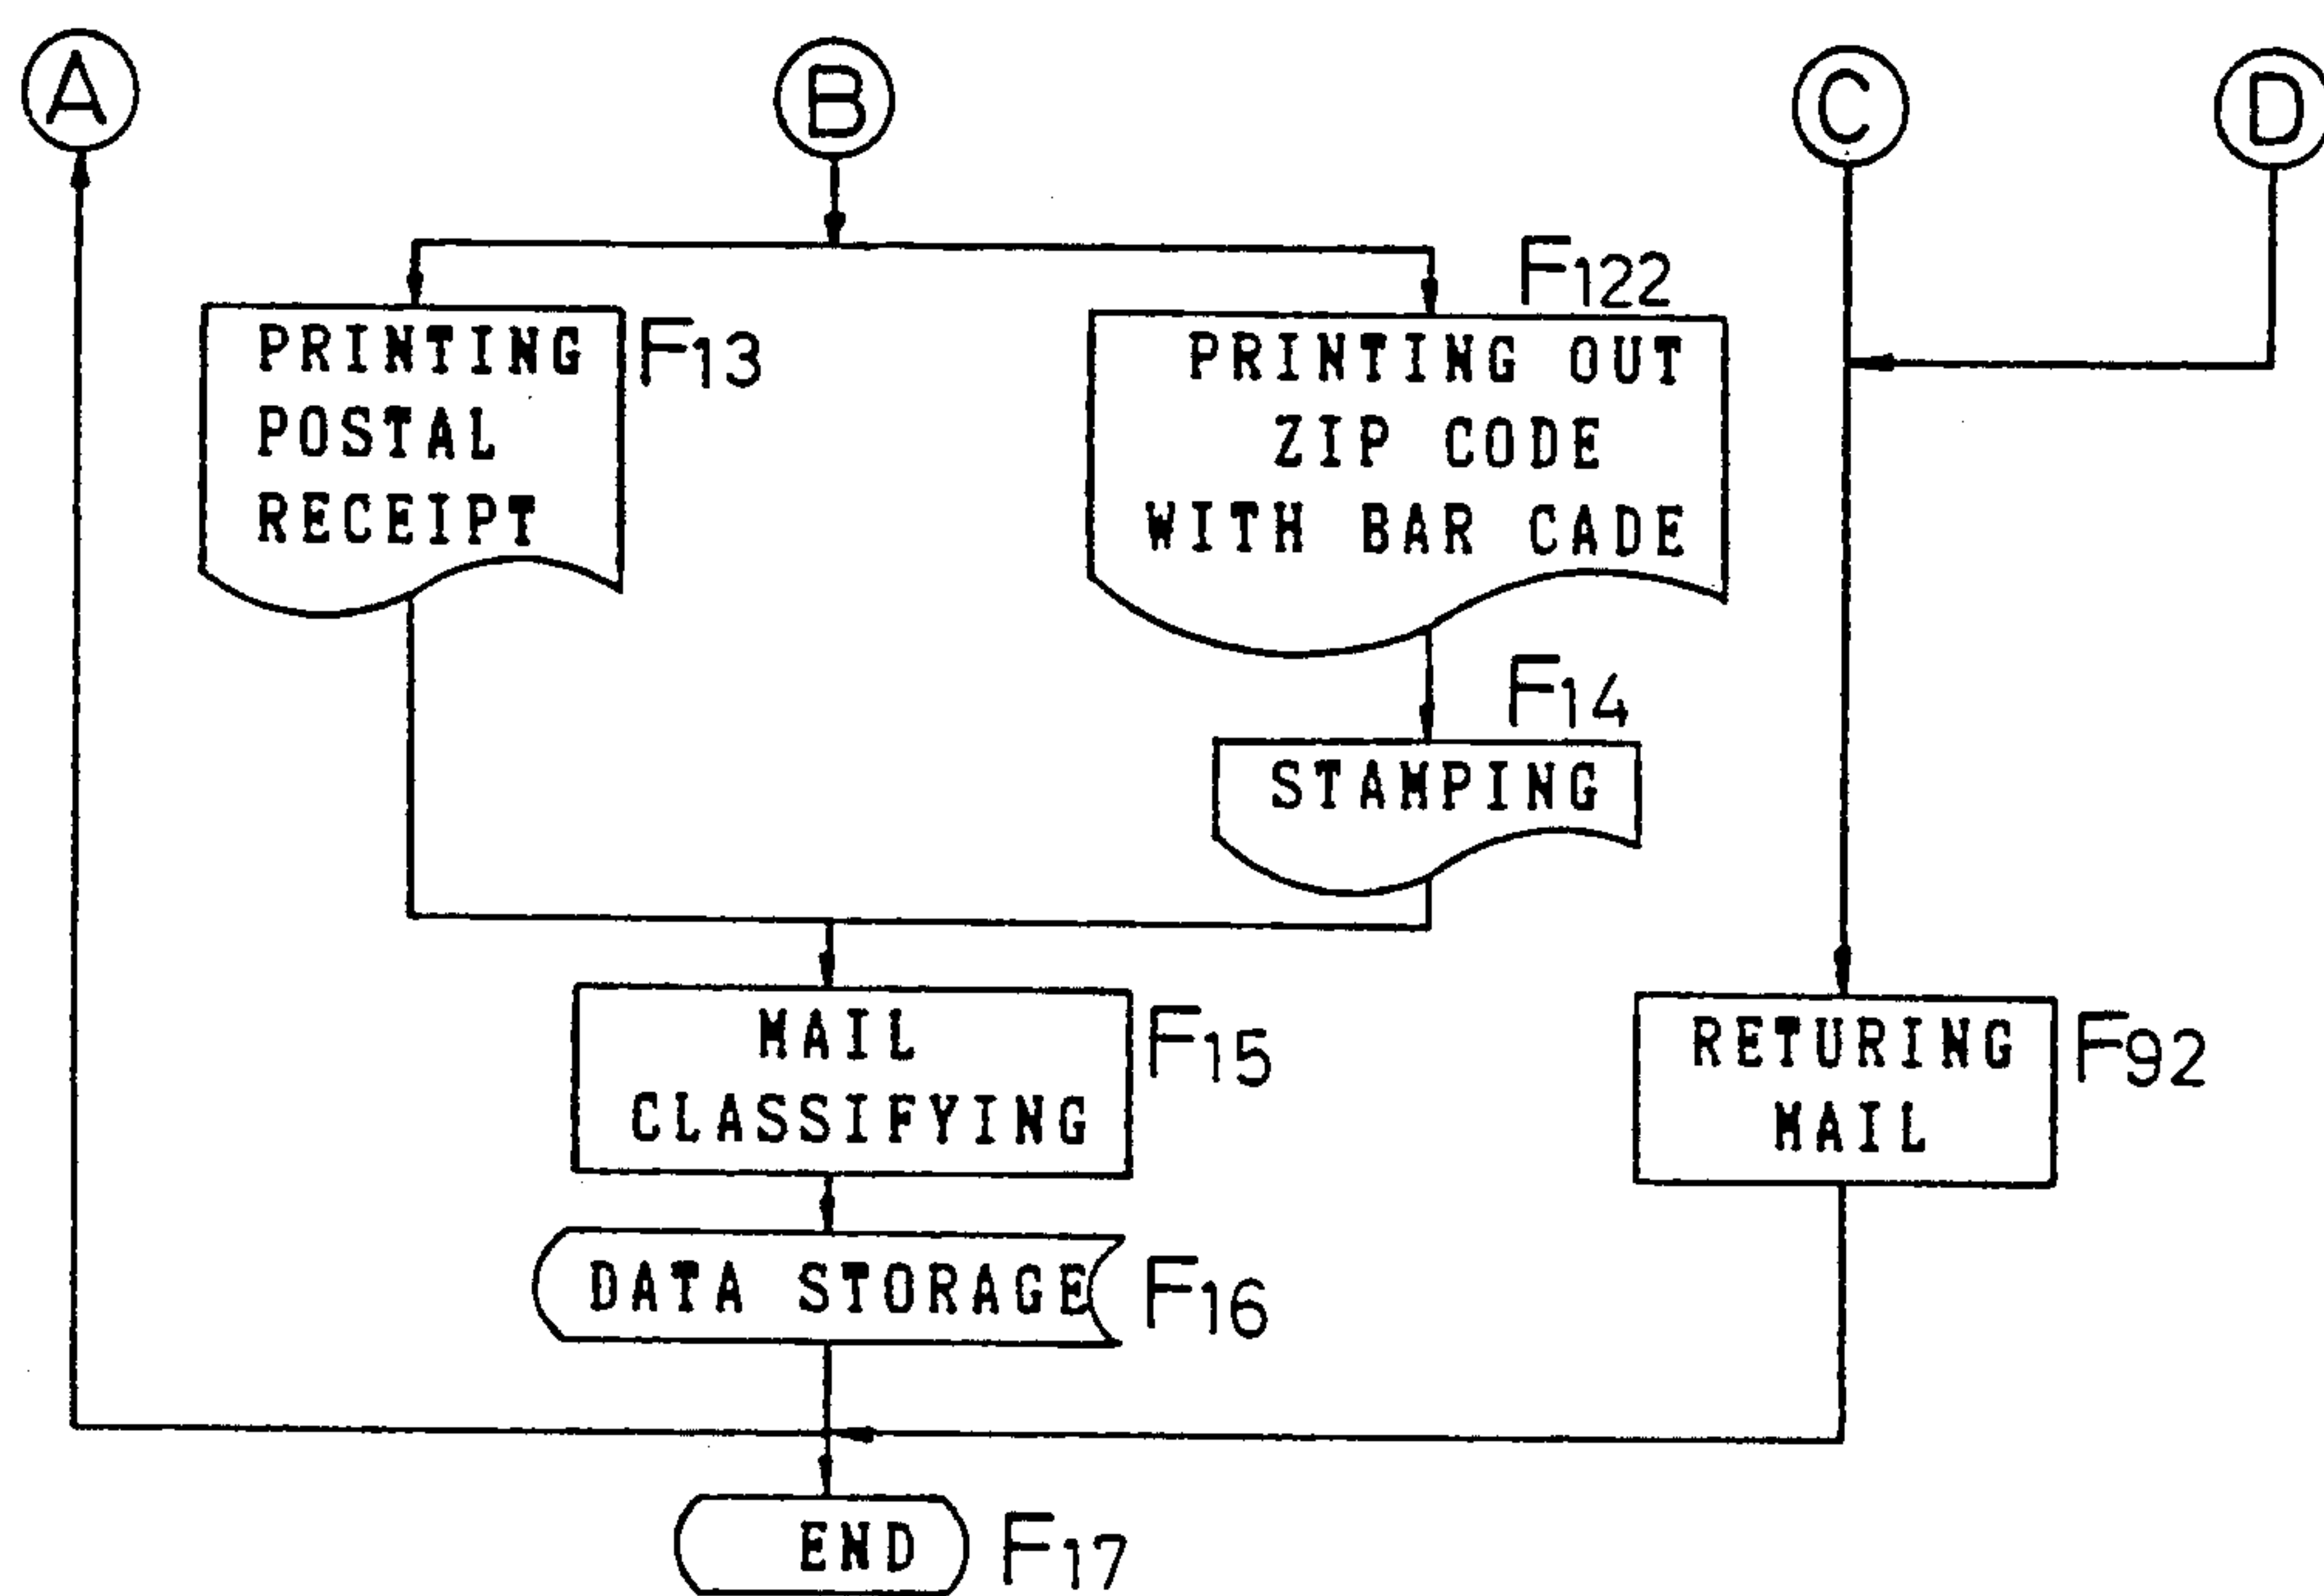 A
B
C
D
F122
PRINTING
POSTAL
RECEIPT
F13
PRINTING OUT
ZIP CODE
WITH BAR CADE
F14
STAMPING
MAIL
CLASSIFYING
F15
RETURING
MAIL
F92
DATA STORAGE
F16
END
F17